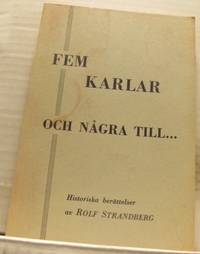 FEM
KARLAR
OCH NÅGRA TILL...
Historiska berättelser
av ROLF STRANDBERG